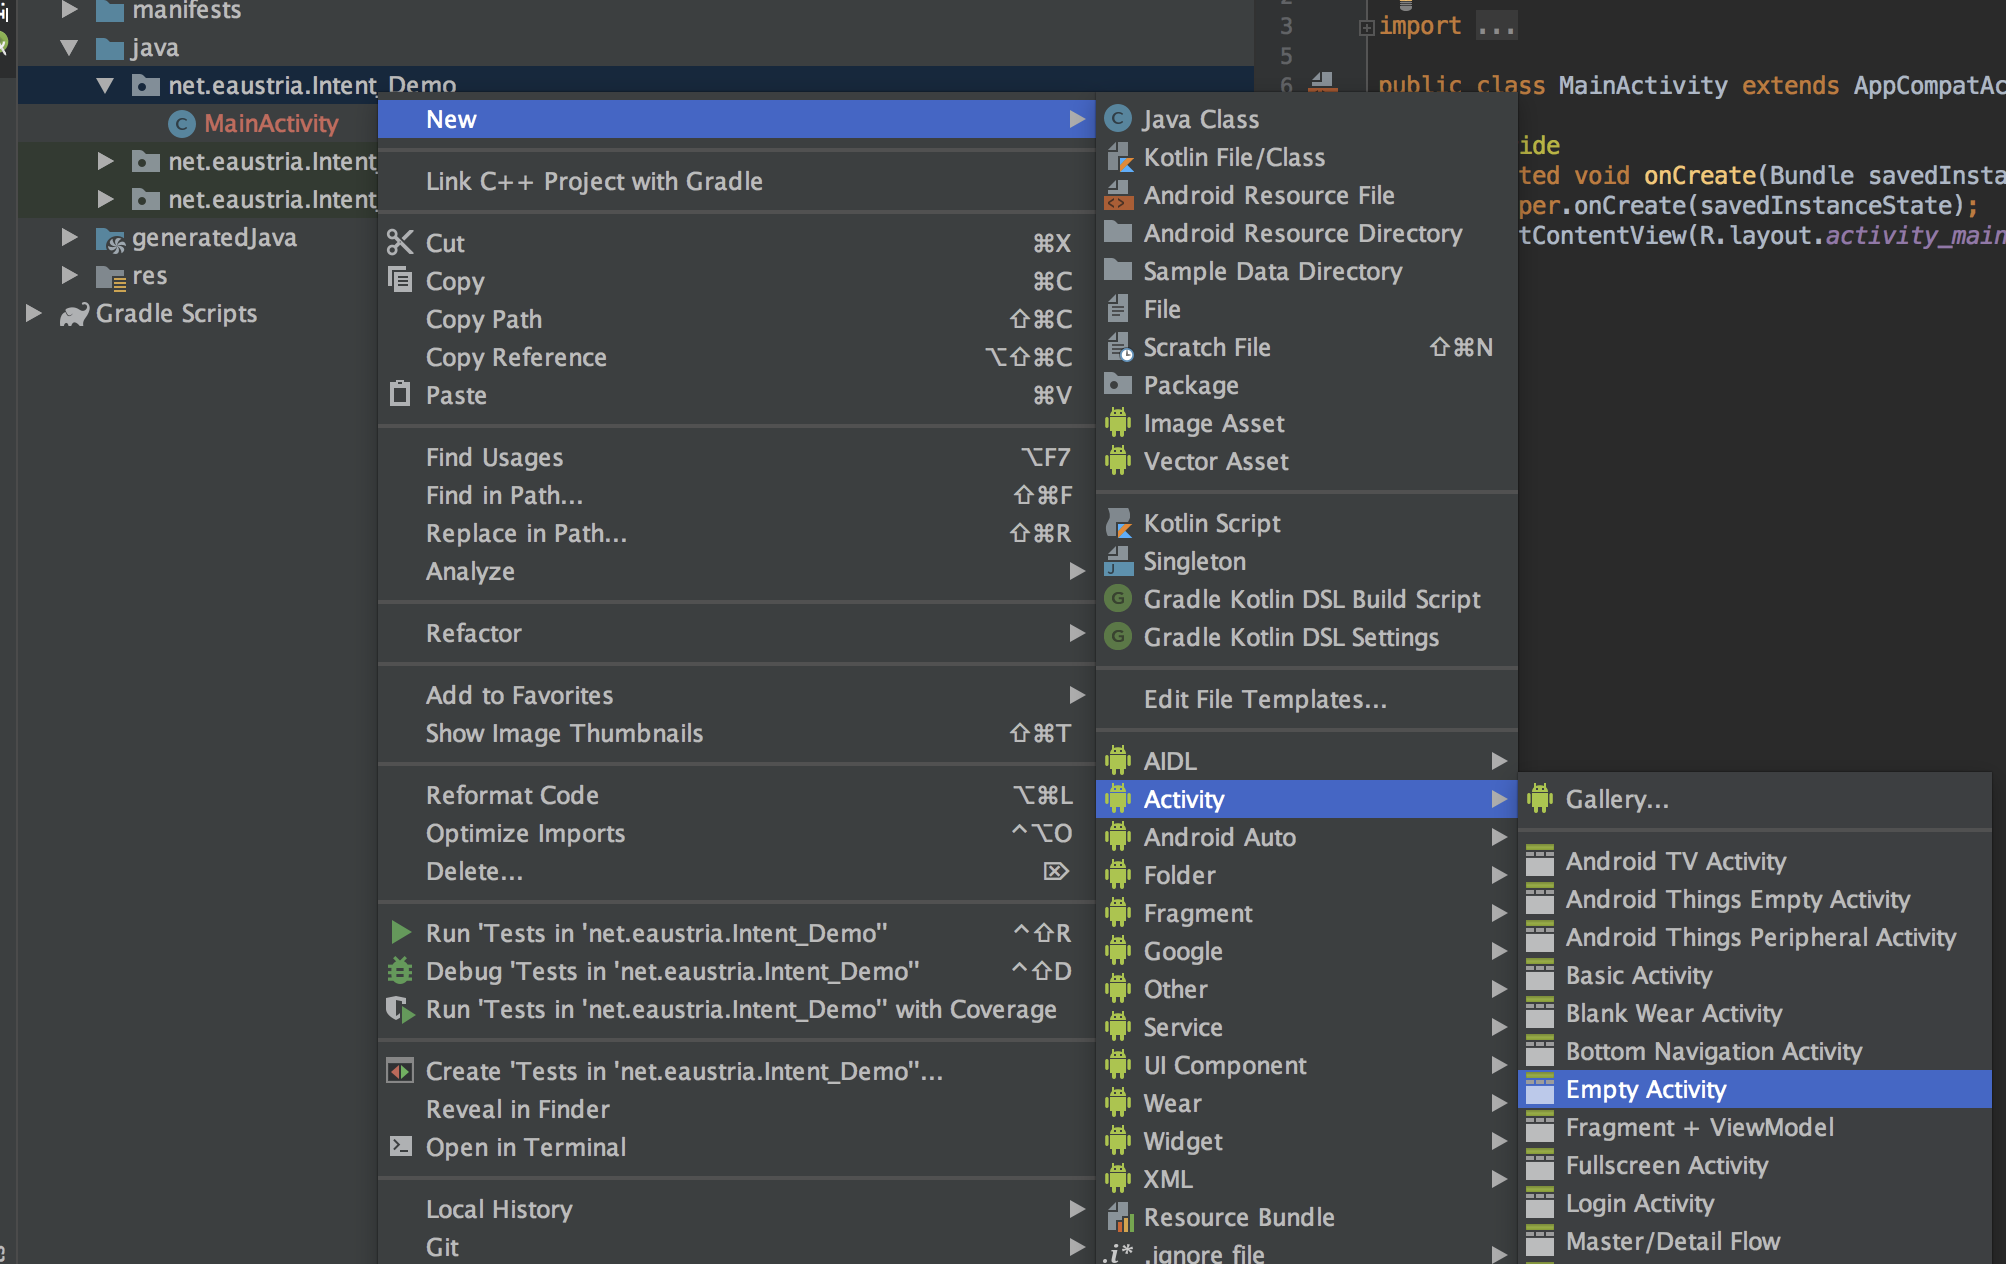 manifests
java
net.eaustria.Intent_Demo
MainActivity
net.eaustria.Intent
net.eaustria.Intent
generatedJava
res
Gradle Scripts
New
Link C++ Project with Gradle
Cut ⌘X
Copy ⌘C
Copy Path ⇧⌘C
Copy Reference ⌥⇧⌘C
Paste ⌘V
Find Usages ⌥F7
Find in Path... ⇧⌘F
Replace in Path... ⇧⌘R
Analyze
Refactor
Add to Favorites
Show Image Thumbnails ⇧⌘T
Reformat Code ⌥⌘L
Optimize Imports ^⌥O
Delete... ⌦
Run 'Tests in 'net.eaustria.Intent_Demo'' ^⇧R
Debug 'Tests in 'net.eaustria.Intent_Demo'' ^⇧D
Run 'Tests in 'net.eaustria.Intent_Demo'' with Coverage
Create 'Tests in 'net.eaustria.Intent_Demo''...
Reveal in Finder
Open in Terminal
Local History
Git
Java Class
Kotlin File/Class
Android Resource File
Android Resource Directory
Sample Data Directory
File
Scratch File ⇧⌘N
Package
Image Asset
Vector Asset
Kotlin Script
Singleton
Gradle Kotlin DSL Build Script
Gradle Kotlin DSL Settings
Edit File Templates...
AIDL
Activity
Android Auto
Folder
Fragment
Google
Other
Service
UI Component
Wear
Widget
XML
Resource Bundle
.ignore file
Gallery...
Android TV Activity
Android Things Empty Activity
Android Things Peripheral Activity
Basic Activity
Blank Wear Activity
Bottom Navigation Activity
Empty Activity
Fragment + ViewModel
Fullscreen Activity
Login Activity
Master/Detail Flow
3 import ...
5
6 public class MainActivity extends AppCompatAc
ide
ted void onCreate(Bundle savedInsta
per.onCreate(savedInstanceState);
tContentView(R.layout.activity_main